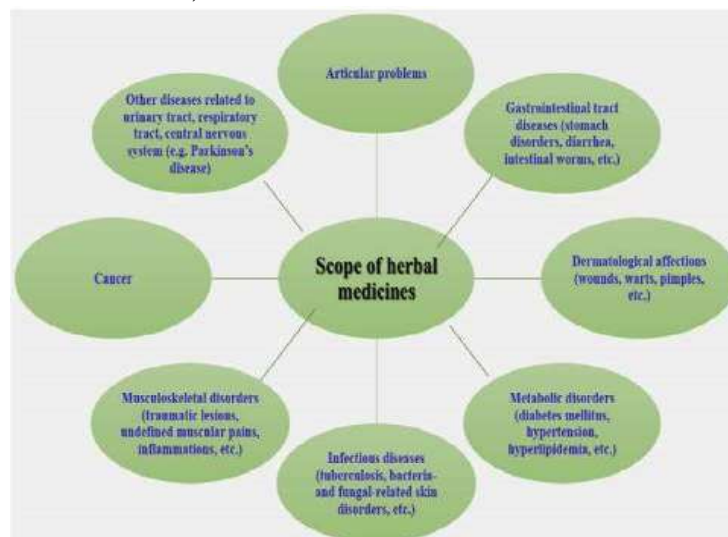 Articular problems
Other diseases related to
urinary tract, respiratory
tract, central nervous
system (e.g. Parkinson's
disease)
Gastrointestinal tract
diseases (stomach
disorders, diarrhea,
intestinal worms, etc.)
Cancer
Scope of herbal
medicines
Dermatological affections
(wounds, warts, pimples,
etc.)
Musculoskeletal disorders
(traumatic lesions,
undefined muscular pains,
inflammations, etc.)
Metabolic disorders
(diabetes mellitus,
hypertension,
hyperlipidemia, etc.)
Infectious diseases
(tuberculosis, bacteria-
and fungal-related skin
disorders, etc.)